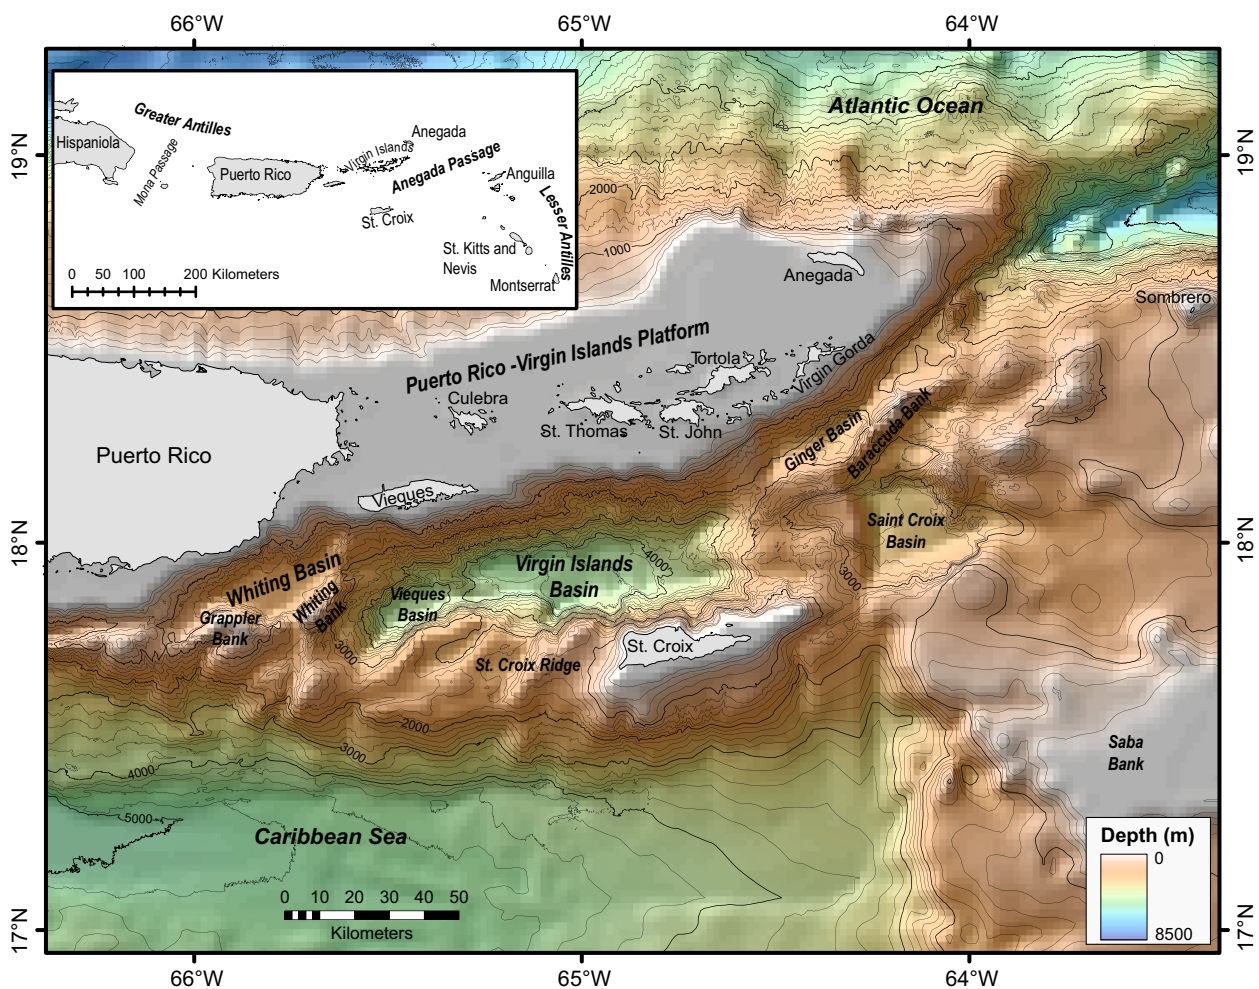 66°W
65°W
64°W
Atlantic Ocean
19°N
19°N
Greater Antilles
Hispaniola
Mona Passage
Puerto Rico
Virgin Islands
Anegada
Anegada Passage
Anguilla
St. Croix
Lesser Antilles
St. Kitts and
Nevis
Montserrat
0 50 100 200 Kilometers
2000
1000
Anegada
Sombrero
Puerto Rico -Virgin Islands Platform
Tortola
Virgin Gorda
Culebra
St. Thomas
St. John
Puerto Rico
Vieques
Ginger Basin
Baraccuda Bank
Saint Croix
Basin
18°N
18°N
Whiting Basin
Whiting
Bank
Grappler
Bank
Vieques
Basin
Virgin Islands
Basin
4000
3000
3000
St. Croix
St. Croix Ridge
2000
3000
4000
5000
Saba
Bank
Caribbean Sea
0 10 20 30 40 50
Kilometers
Depth (m)
0
8500
17°N
17°N
66°W
65°W
64°W